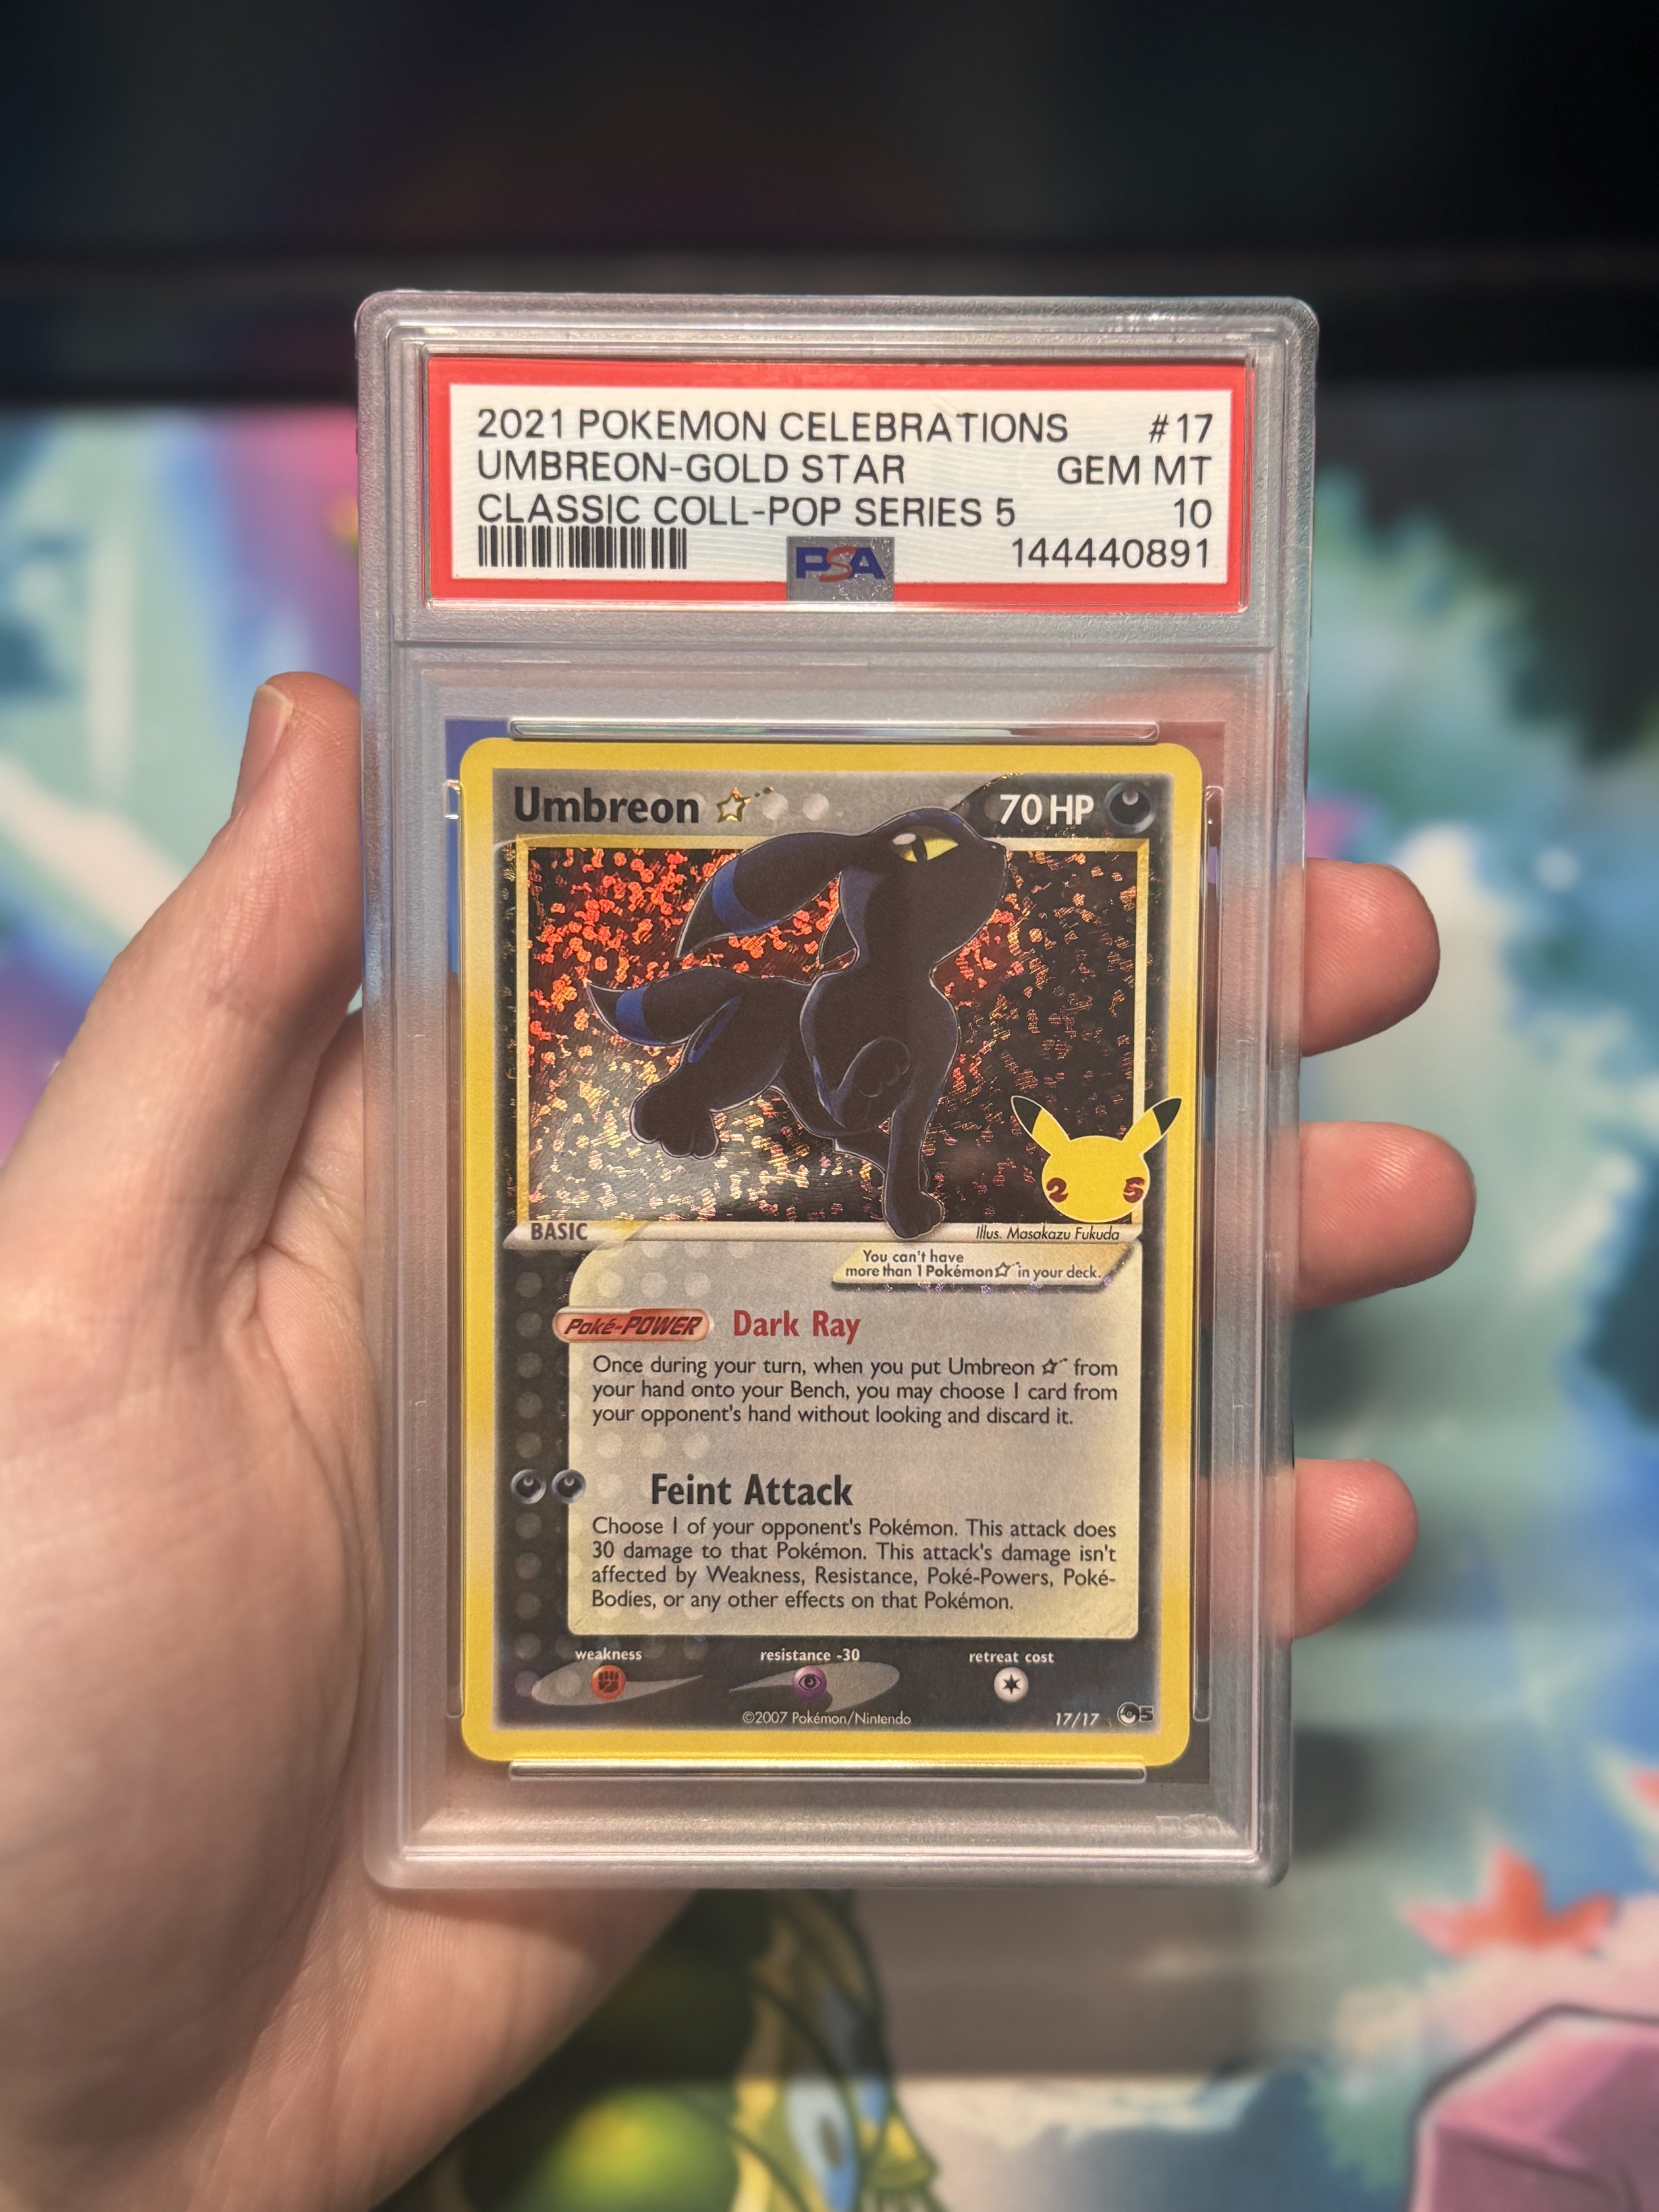 2021 POKEMON CELEBRATIONS #17
UMBREON-GOLD STAR GEM MT
CLASSIC COLL-POP SERIES 5 10
PSA 144440891
Umbreon 70 HP
2 5
BASIC Illus. Masakazu Fukuda
You can't have
more than 1 Pokémon☆ in your deck.
Poké-POWER Dark Ray
Once during your turn, when you put Umbreon ☆ from
your hand onto your Bench, you may choose 1 card from
your opponent's hand without looking and discard it.
Feint Attack
Choose 1 of your opponent's Pokémon. This attack does
30 damage to that Pokémon. This attack's damage isn't
affected by Weakness, Resistance, Poké-Powers, Poké-
Bodies, or any other effects on that Pokémon.
weakness resistance -30 retreat cost
©2007 Pokémon/Nintendo 17/17 5
PSA